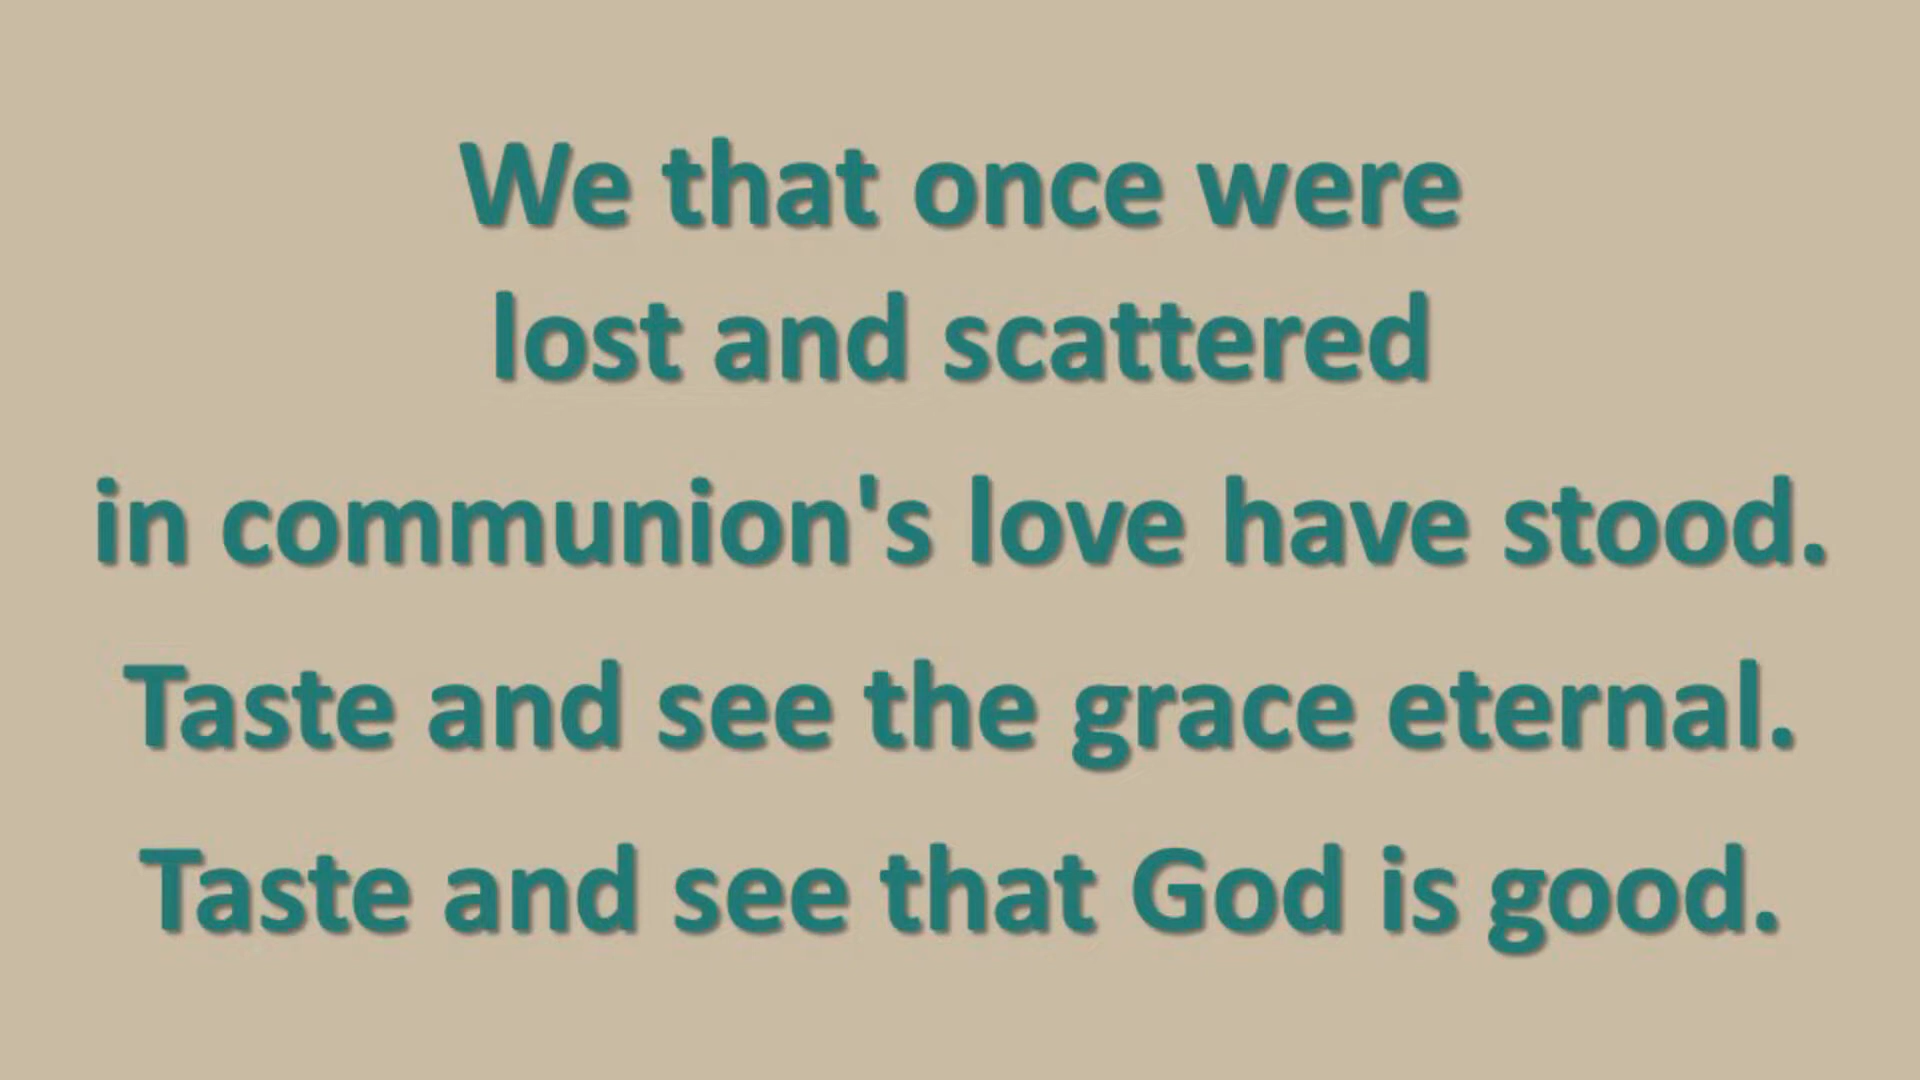 We that once were
lost and scattered
in communion's love have stood.
Taste and see the grace eternal.
Taste and see that God is good.